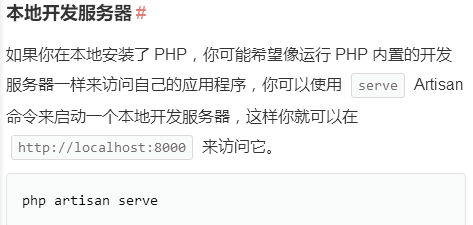 本地开发服务器 #
如果你在本地安装了 PHP，你可能希望像运行 PHP 内置的开发
服务器一样来访问自己的应用程序，你可以使用 serve Artisan
命令来启动一个本地开发服务器，这样你就可以在
http://localhost:8000 来访问它。
php artisan serve